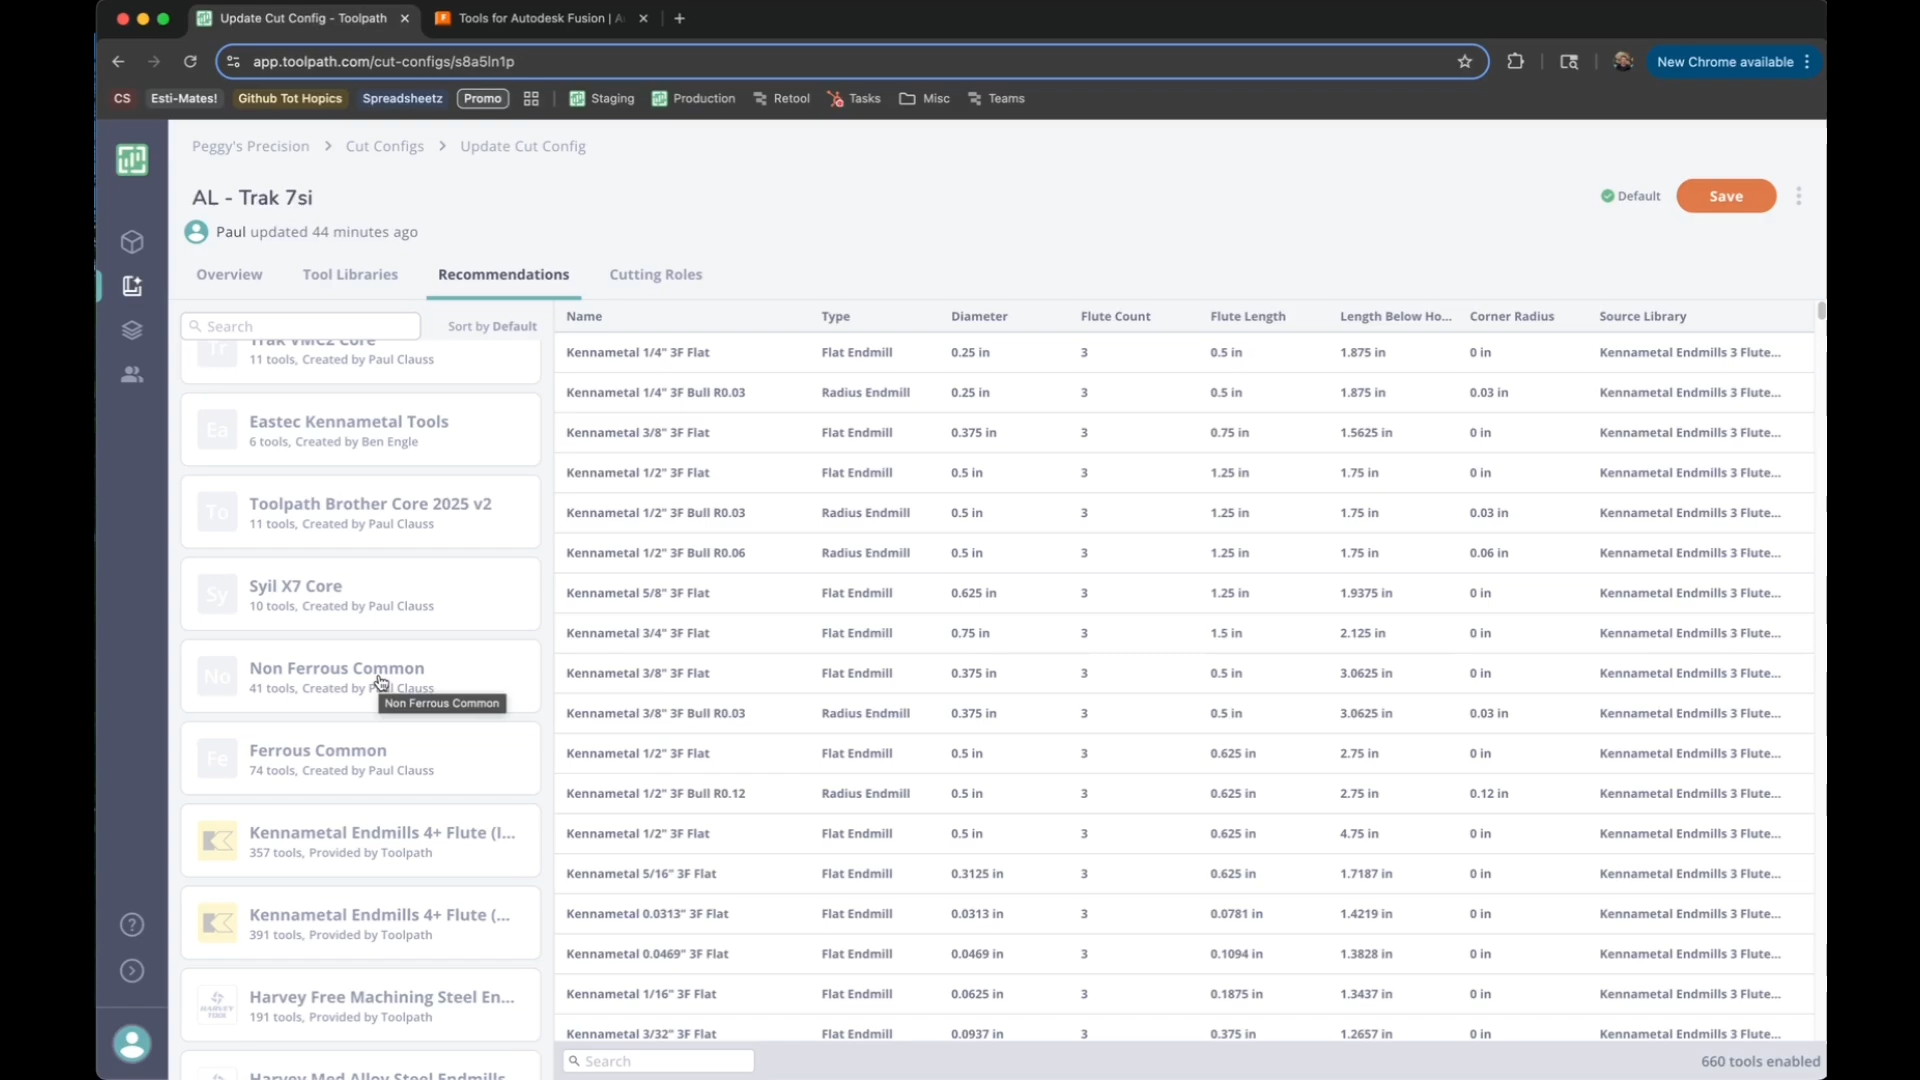 Update Cut Config - Toolpath
Tools for Autodesk Fusion | A
app.toolpath.com/cut-configs/s8a5ln1p
New Chrome available
CS
Esti-Mates!
Github Tot Hopics
Spreadsheetz
Promo
Staging
Production
Retool
Tasks
Misc
Teams
Peggy's Precision > Cut Configs > Update Cut Config
AL - Trak 7si
Default
Save
Paul updated 44 minutes ago
Overview
Tool Libraries
Recommendations
Cutting Roles
Search
Sort by Default
Tr
Trak VMC2 Core
11 tools, Created by Paul Clauss
Ea
Eastec Kennametal Tools
6 tools, Created by Ben Engle
To
Toolpath Brother Core 2025 v2
11 tools, Created by Paul Clauss
Sy
Syil X7 Core
10 tools, Created by Paul Clauss
No
Non Ferrous Common
41 tools, Created by Paul Clauss
Non Ferrous Common
Fe
Ferrous Common
74 tools, Created by Paul Clauss
Kennametal Endmills 4+ Flute (I...
357 tools, Provided by Toolpath
Kennametal Endmills 4+ Flute (...
391 tools, Provided by Toolpath
HARVEY TOOL
Harvey Free Machining Steel En...
191 tools, Provided by Toolpath
Harvey Med Alloy Steel Endmills
Name Type Diameter Flute Count Flute Length Length Below Ho... Corner Radius Source Library
Kennametal 1/4" 3F Flat Flat Endmill 0.25 in 3 0.5 in 1.875 in 0 in Kennametal Endmills 3 Flute...
Kennametal 1/4" 3F Bull R0.03 Radius Endmill 0.25 in 3 0.5 in 1.875 in 0.03 in Kennametal Endmills 3 Flute...
Kennametal 3/8" 3F Flat Flat Endmill 0.375 in 3 0.75 in 1.5625 in 0 in Kennametal Endmills 3 Flute...
Kennametal 1/2" 3F Flat Flat Endmill 0.5 in 3 1.25 in 1.75 in 0 in Kennametal Endmills 3 Flute...
Kennametal 1/2" 3F Bull R0.03 Radius Endmill 0.5 in 3 1.25 in 1.75 in 0.03 in Kennametal Endmills 3 Flute...
Kennametal 1/2" 3F Bull R0.06 Radius Endmill 0.5 in 3 1.25 in 1.75 in 0.06 in Kennametal Endmills 3 Flute...
Kennametal 5/8" 3F Flat Flat Endmill 0.625 in 3 1.25 in 1.9375 in 0 in Kennametal Endmills 3 Flute...
Kennametal 3/4" 3F Flat Flat Endmill 0.75 in 3 1.5 in 2.125 in 0 in Kennametal Endmills 3 Flute...
Kennametal 3/8" 3F Flat Flat Endmill 0.375 in 3 0.5 in 3.0625 in 0 in Kennametal Endmills 3 Flute...
Kennametal 3/8" 3F Bull R0.03 Radius Endmill 0.375 in 3 0.5 in 3.0625 in 0.03 in Kennametal Endmills 3 Flute...
Kennametal 1/2" 3F Flat Flat Endmill 0.5 in 3 0.625 in 2.75 in 0 in Kennametal Endmills 3 Flute...
Kennametal 1/2" 3F Bull R0.12 Radius Endmill 0.5 in 3 0.625 in 2.75 in 0.12 in Kennametal Endmills 3 Flute...
Kennametal 1/2" 3F Flat Flat Endmill 0.5 in 3 0.625 in 4.75 in 0 in Kennametal Endmills 3 Flute...
Kennametal 5/16" 3F Flat Flat Endmill 0.3125 in 3 0.625 in 1.7187 in 0 in Kennametal Endmills 3 Flute...
Kennametal 0.0313" 3F Flat Flat Endmill 0.0313 in 3 0.0781 in 1.4219 in 0 in Kennametal Endmills 3 Flute...
Kennametal 0.0469" 3F Flat Flat Endmill 0.0469 in 3 0.1094 in 1.3828 in 0 in Kennametal Endmills 3 Flute...
Kennametal 1/16" 3F Flat Flat Endmill 0.0625 in 3 0.1875 in 1.3437 in 0 in Kennametal Endmills 3 Flute...
Kennametal 3/32" 3F Flat Flat Endmill 0.0937 in 3 0.375 in 1.2657 in 0 in Kennametal Endmills 3 Flute...
Search
660 tools enabled